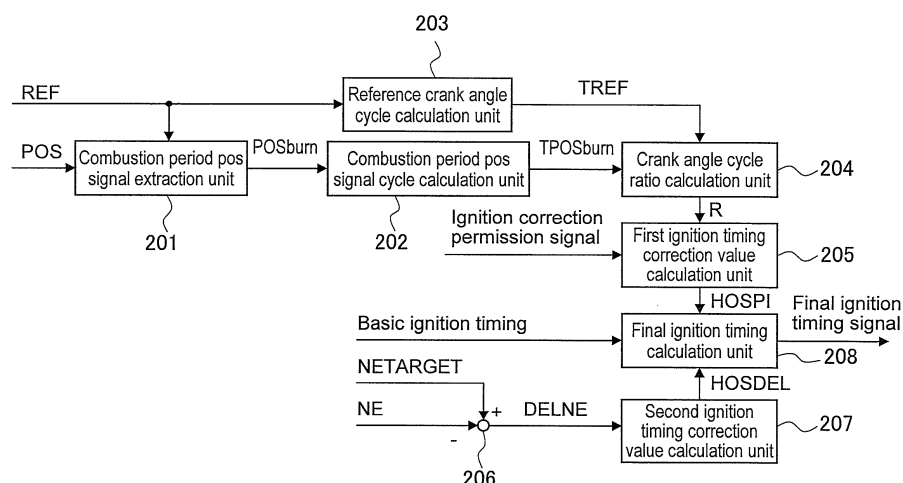 203
REF
Reference crank angle
cycle calculation unit
TREF
POS
Combustion period pos
signal extraction unit
201
POSburn
Combustion period pos
signal cycle calculation unit
202
TPOSburn
Crank angle cycle
ratio calculation unit
204
R
Ignition correction
permission signal
First ignition timing
correction value
calculation unit
205
HOSPI
Basic ignition timing
Final ignition timing
calculation unit
208
Final ignition
timing signal
HOSDEL
NETARGET
NE
+
-
206
DELNE
Second ignition
timing correction
value calculation unit
207